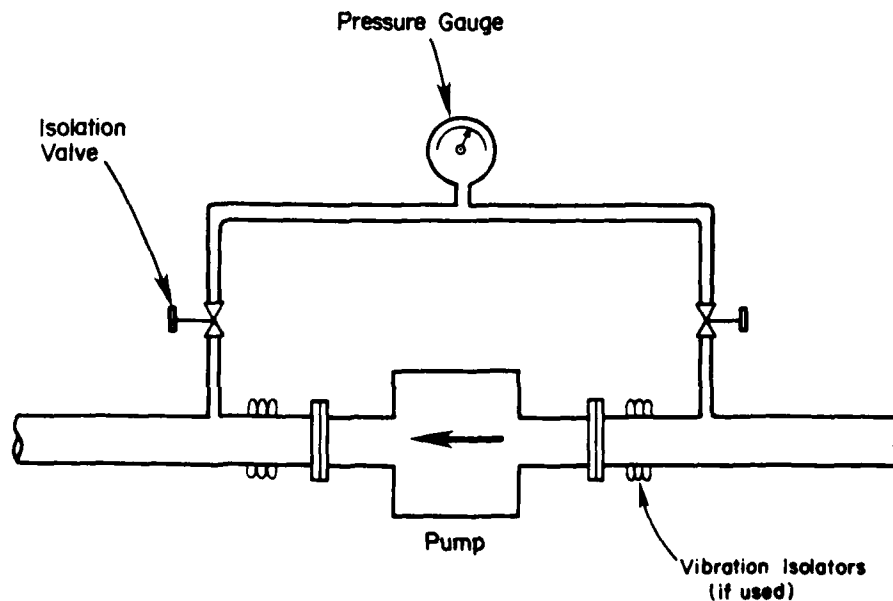 Pressure Gauge
Isolation
Valve
Pump
Vibration Isolators
(if used)